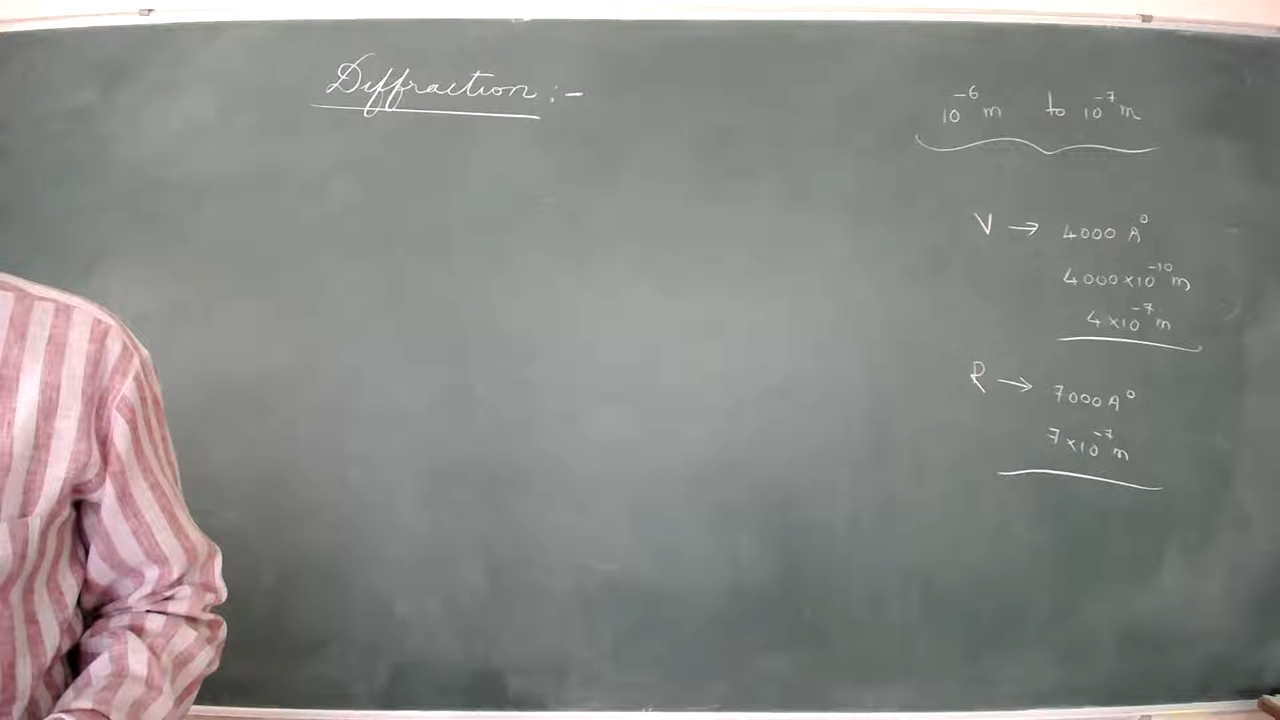 Diffraction :-
10⁻⁶ m to 10⁻⁷ m
V → 4000 A°
4000×10⁻¹⁰ m
4×10⁻⁷ m
R → 7000 A°
7×10⁻⁷ m